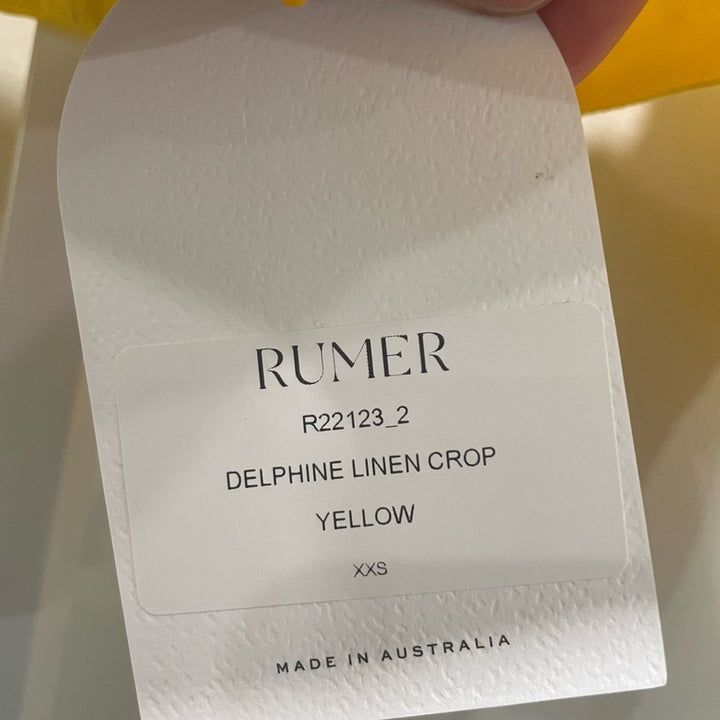 RUMER
R22123_2
DELPHINE LINEN CROP
YELLOW
XXS
MADE IN AUSTRALIA